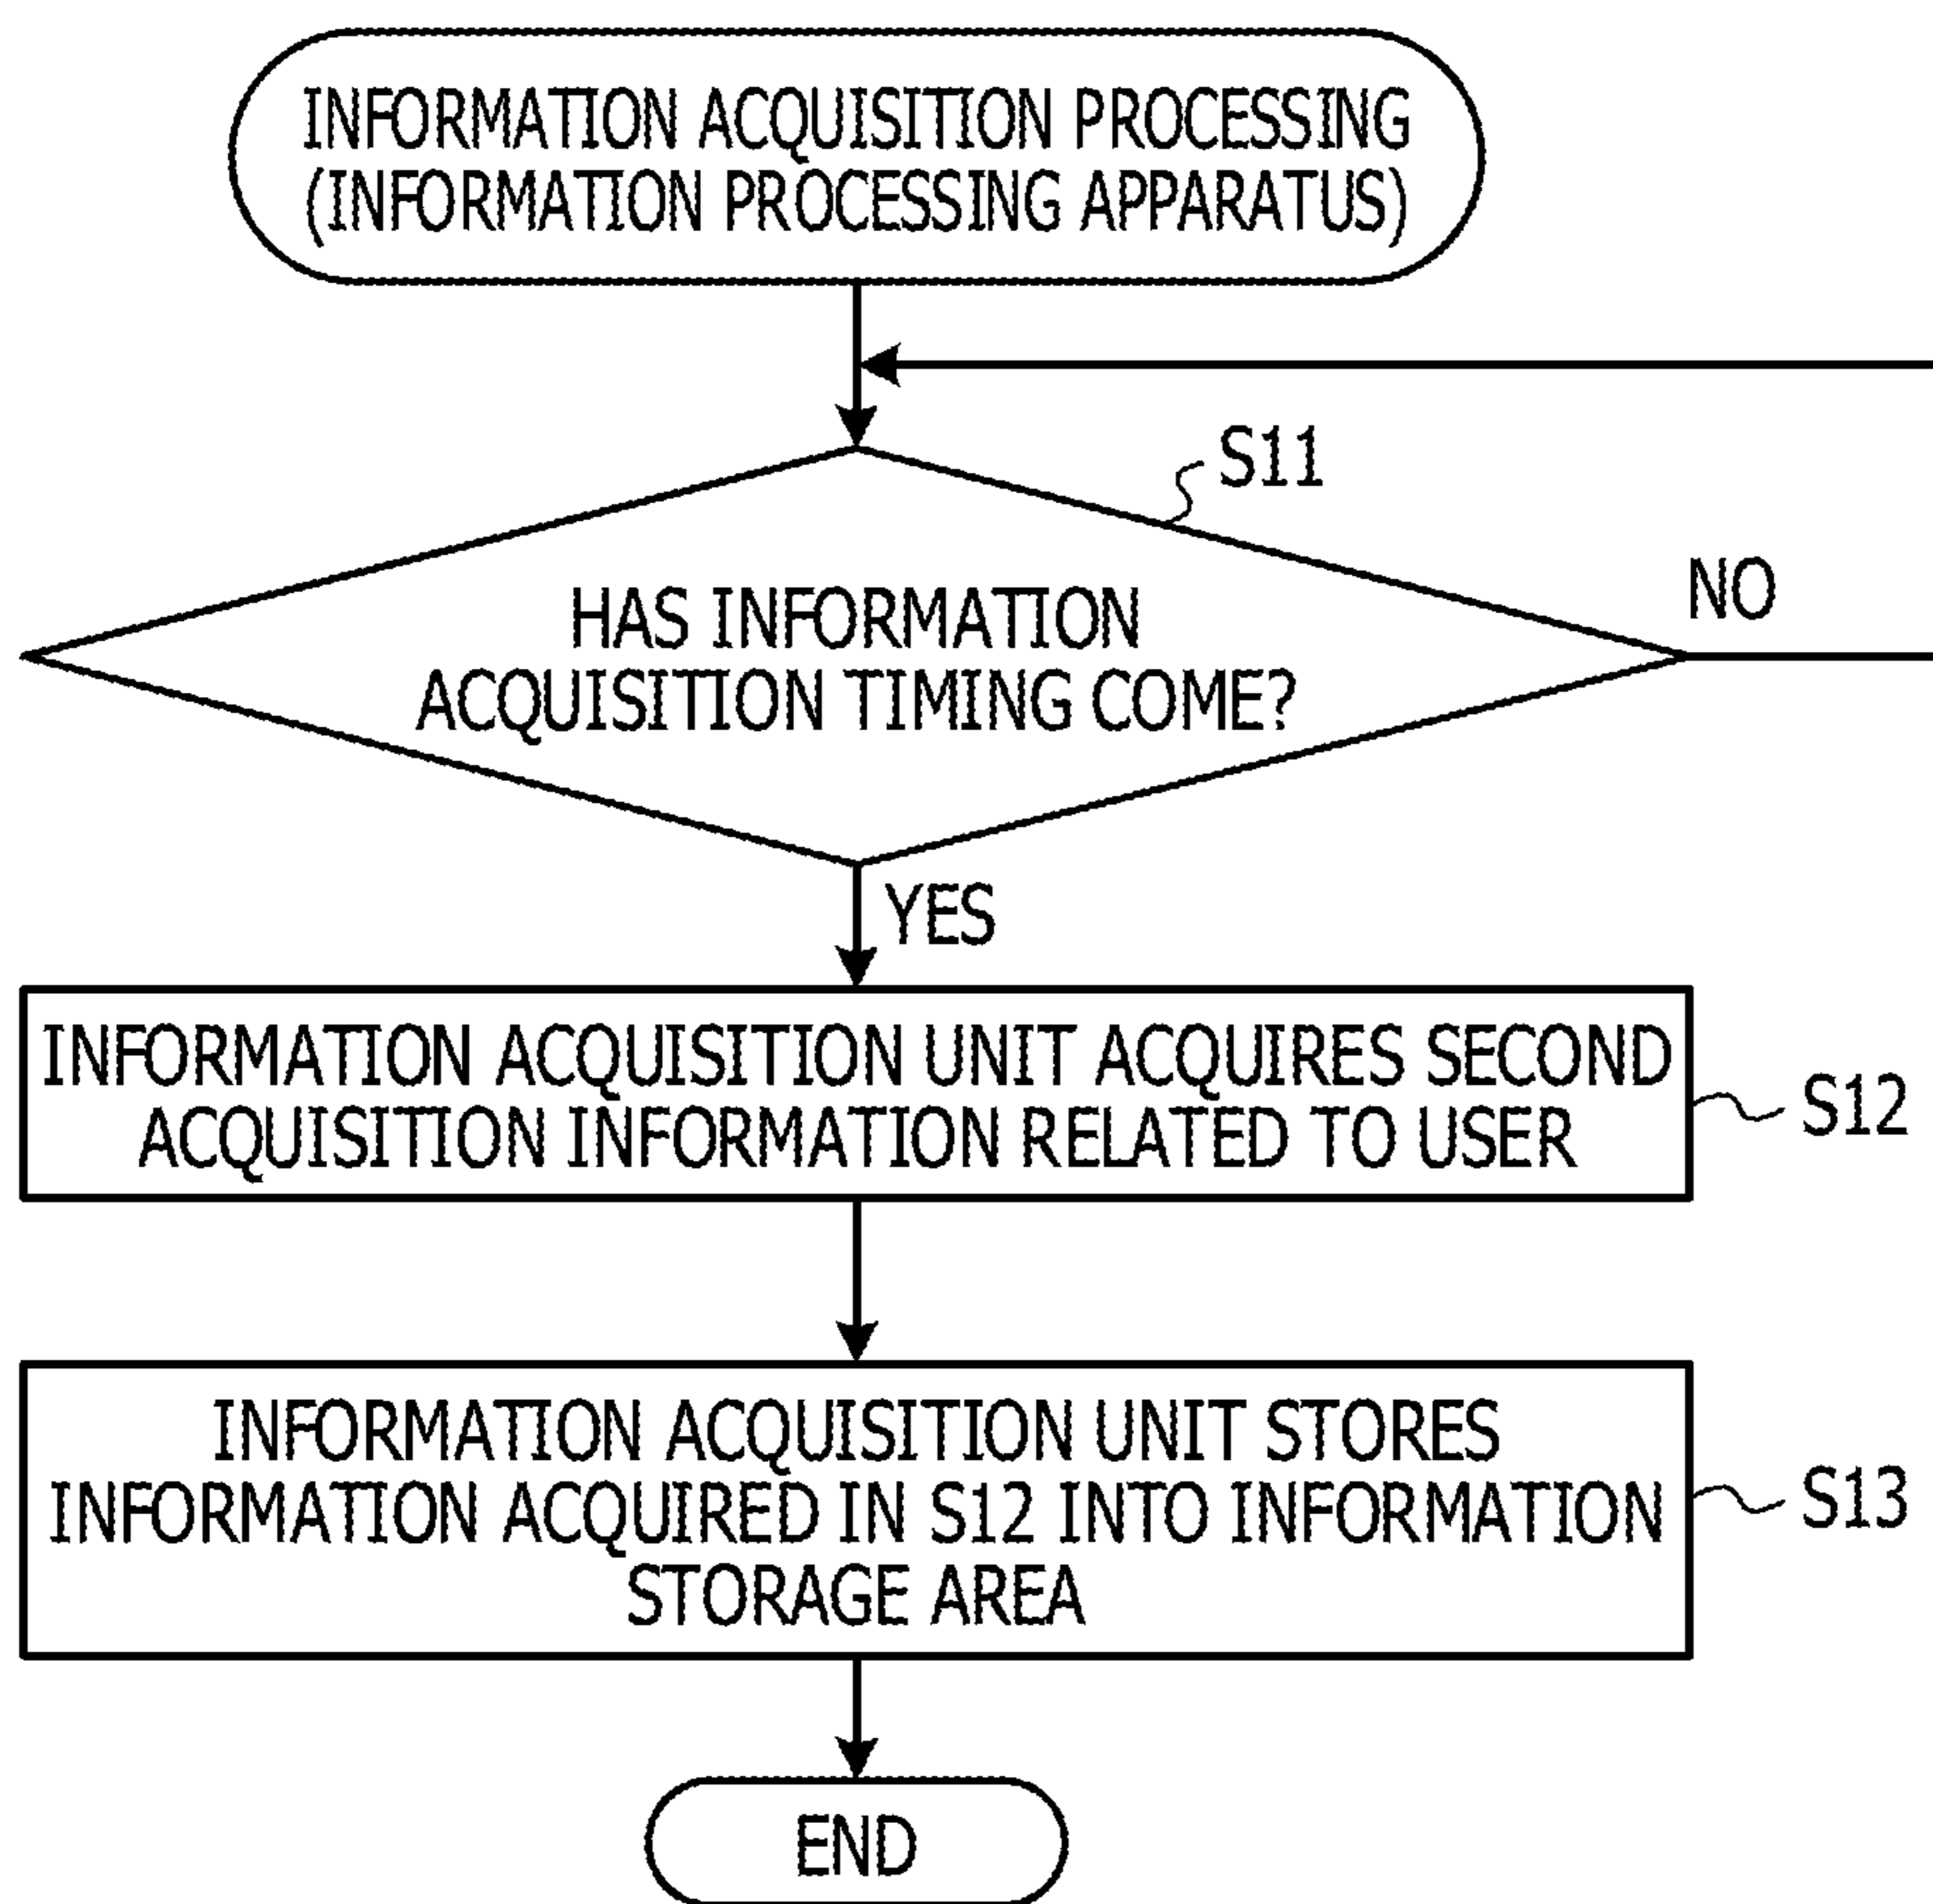 INFORMATION ACQUISITION PROCESSING
(INFORMATION PROCESSING APPARATUS)
S11
HAS INFORMATION
ACQUISITION TIMING COME?
NO
YES
INFORMATION ACQUISITION UNIT ACQUIRES SECOND
ACQUISITION INFORMATION RELATED TO USER
S12
INFORMATION ACQUISITION UNIT STORES
INFORMATION ACQUIRED IN S12 INTO INFORMATION
STORAGE AREA
S13
END